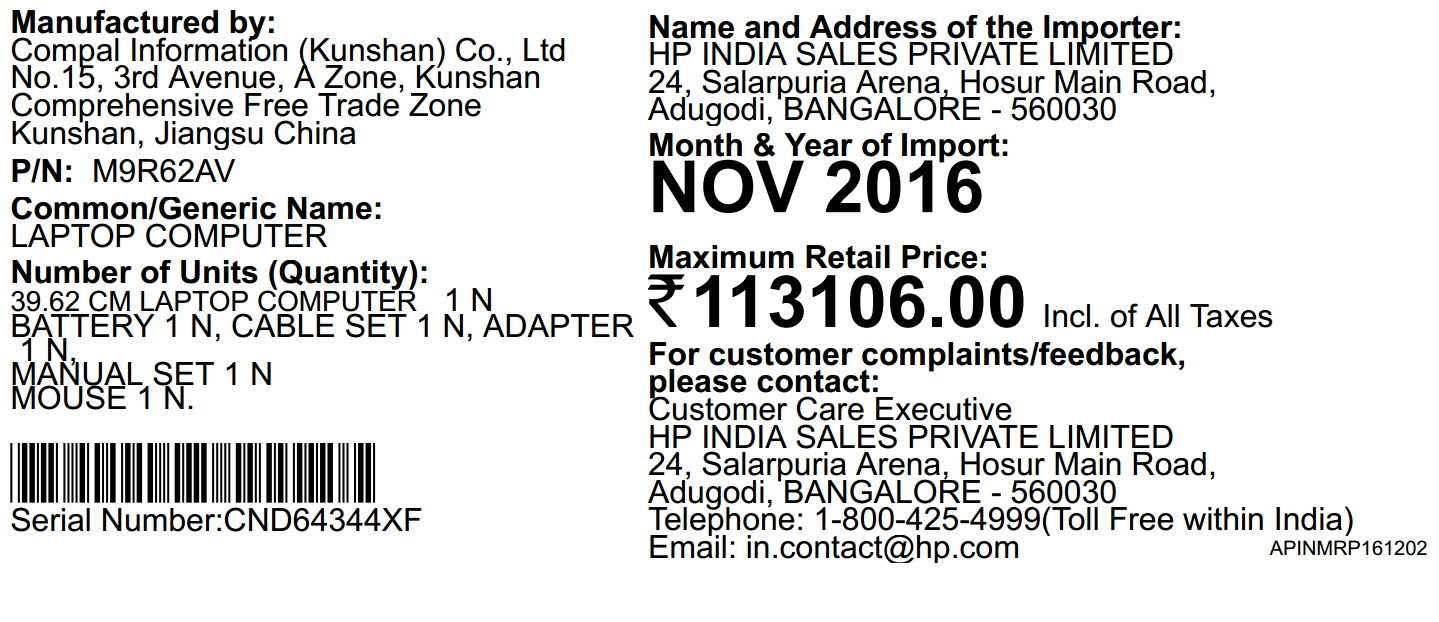 Manufactured by:
Compal Information (Kunshan) Co., Ltd
No.15, 3rd Avenue, A Zone, Kunshan
Comprehensive Free Trade Zone
Kunshan, Jiangsu China
P/N: M9R62AV
Common/Generic Name:
LAPTOP COMPUTER
Number of Units (Quantity):
39.62 CM LAPTOP COMPUTER 1 N
BATTERY 1 N, CABLE SET 1 N, ADAPTER
1 N,
MANUAL SET 1 N
MOUSE 1 N.
Serial Number:CND64344XF
Name and Address of the Importer:
HP INDIA SALES PRIVATE LIMITED
24, Salarpuria Arena, Hosur Main Road,
Adugodi, BANGALORE - 560030
Month & Year of Import:
NOV 2016
Maximum Retail Price:
₹113106.00 Incl. of All Taxes
For customer complaints/feedback,
please contact:
Customer Care Executive
HP INDIA SALES PRIVATE LIMITED
24, Salarpuria Arena, Hosur Main Road,
Adugodi, BANGALORE - 560030
Telephone: 1-800-425-4999(Toll Free within India)
Email: in.contact@hp.com
APINMRP161202